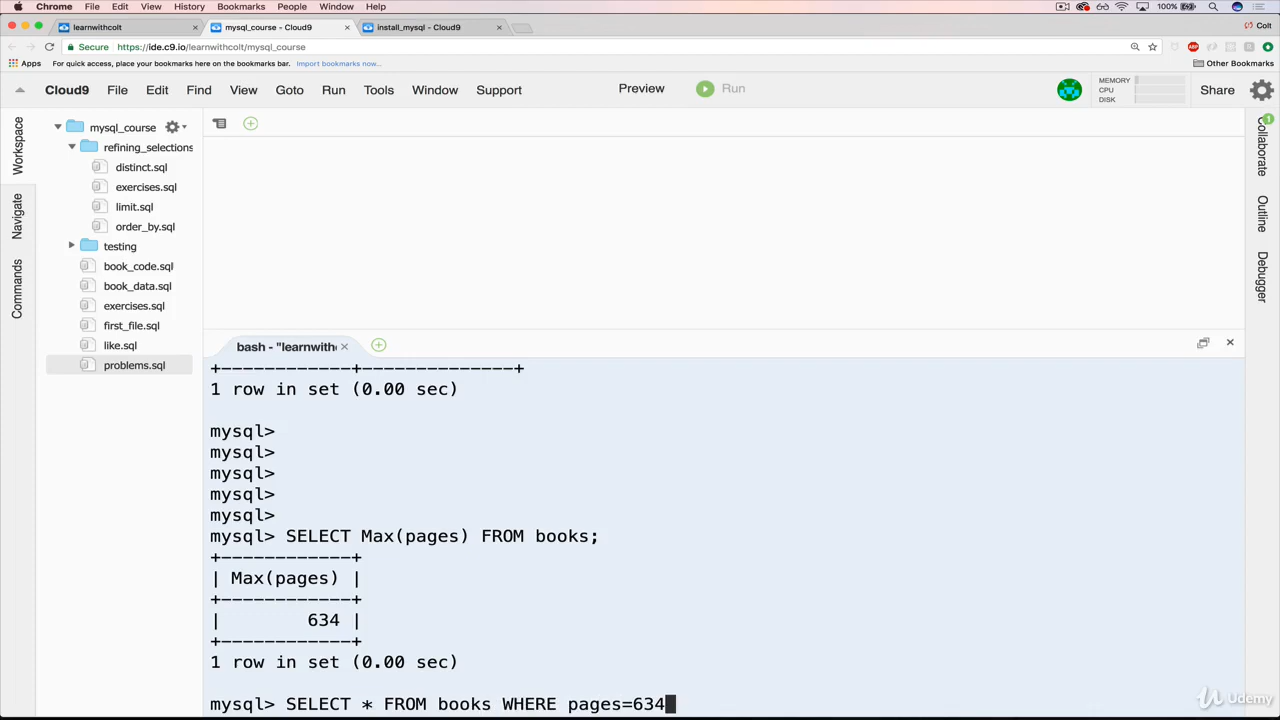 Chrome File Edit View History Bookmarks People Window Help 100%
learnwithcolt mysql_course - Cloud9 install_mysql - Cloud9 Colt
Secure https://ide.c9.io/learnwithcolt/mysql_course ABP
Apps For quick access, place your bookmarks here on the bookmarks bar. Import bookmarks now... Other Bookmarks
Cloud9 File Edit Find View Goto Run Tools Window Support Preview Run MEMORY CPU DISK Share
Workspace
Navigate
Commands
mysql_course
refining_selections
distinct.sql
exercises.sql
limit.sql
order_by.sql
testing
book_code.sql
book_data.sql
exercises.sql
first_file.sql
like.sql
problems.sql
1
Collaborate
Outline
Debugger
bash - "learnwith
+------------+--------------+
1 row in set (0.00 sec)
mysql>
mysql>
mysql>
mysql>
mysql>
mysql> SELECT Max(pages) FROM books;
+------------+
| Max(pages) |
+------------+
| 634 |
+------------+
1 row in set (0.00 sec)
mysql> SELECT * FROM books WHERE pages=634
Udemy